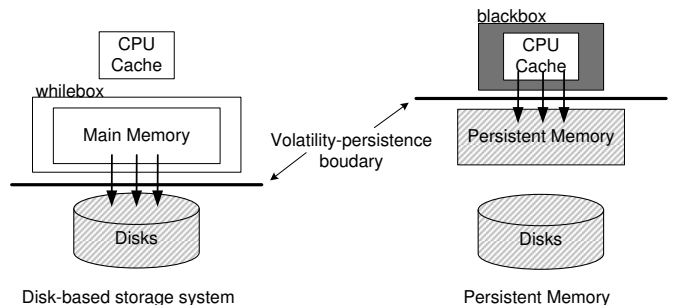 CPU
Cache
whilebox
Main Memory
Disks
Disk-based storage system
Volatility-persistence
boudary
blackbox
CPU
Cache
Persistent Memory
Disks
Persistent Memory